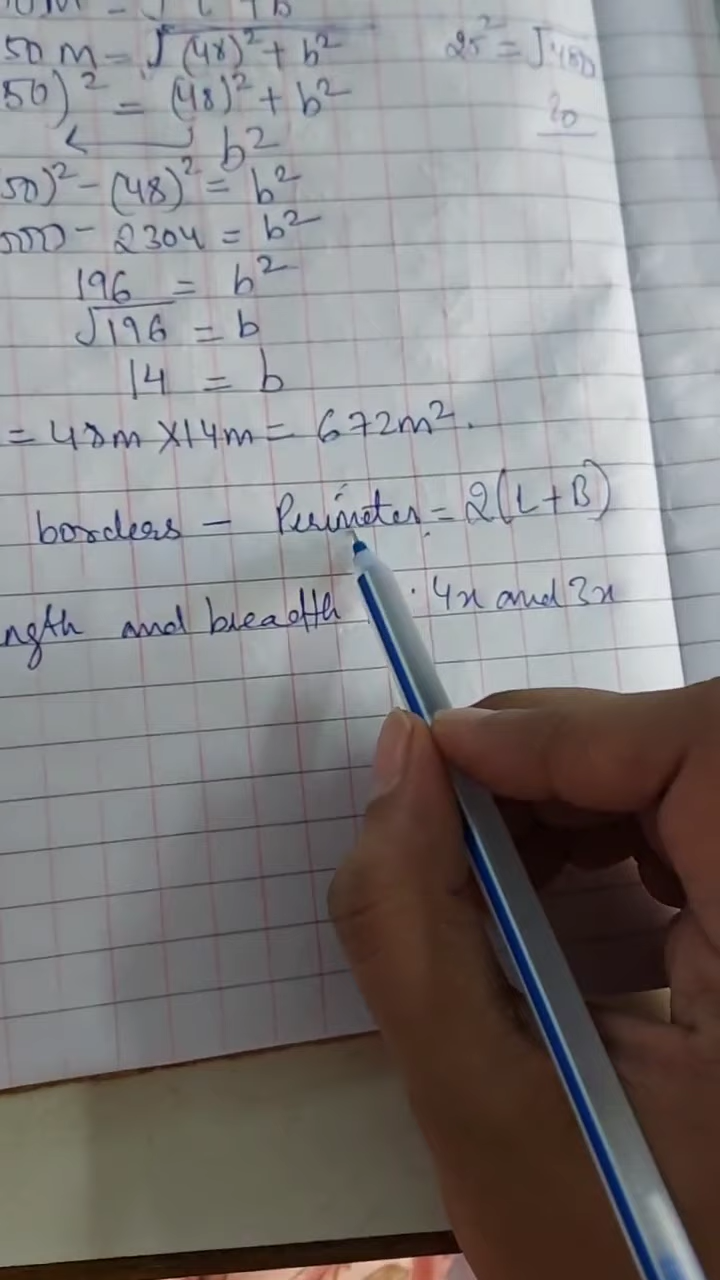 50 m = √(48)² + b²
50)² = (48)² + b²
b²
50)² - (48)² = b²
- 2304 = b²
196 = b²
√196 = b
14 = b
= 48m × 14m = 672m².
borders - Perimeter = 2(L+B)
ngth and breadth 4x and 3x
25² =
20